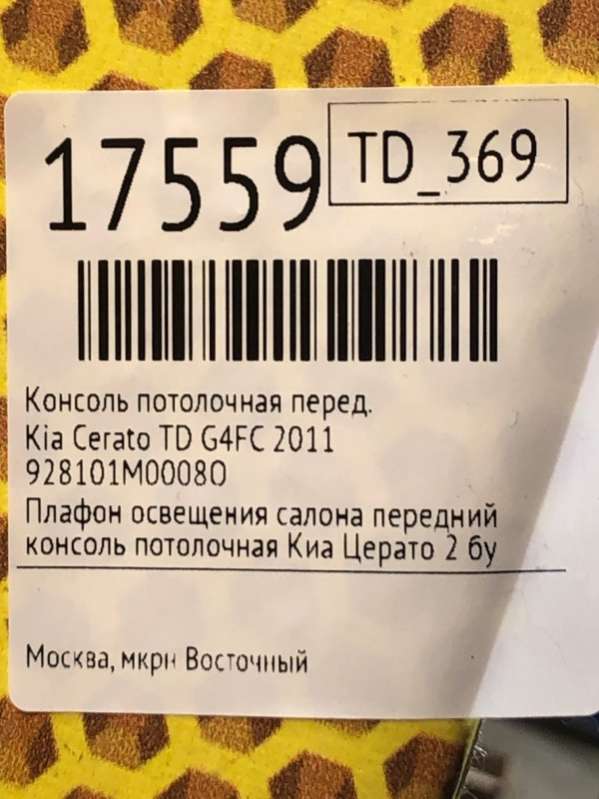 17559
TD_369
Консоль потолочная перед.
Kia Cerato TD G4FC 2011
928101M00080
Плафон освещения салона передний
консоль потолочная Киа Церато 2 бу
Москва, мкрн Восточный